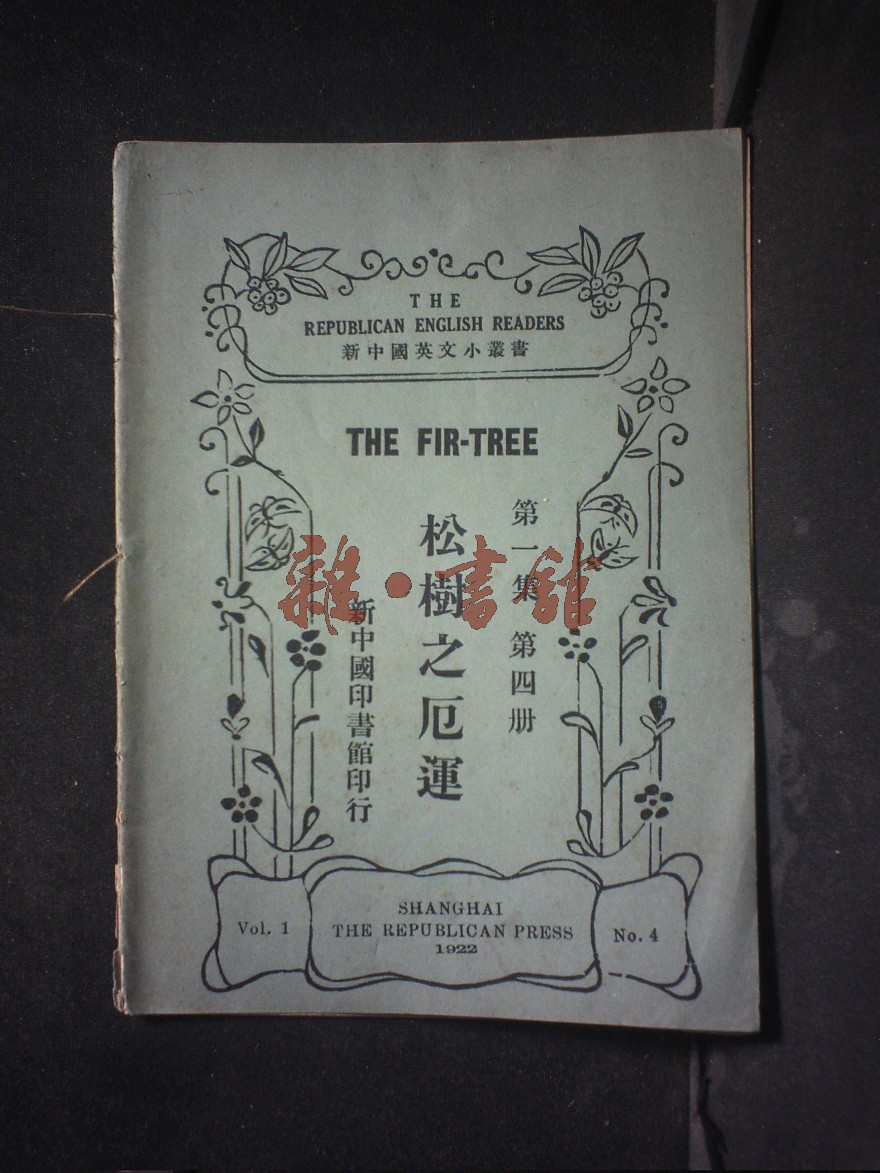 THE
REPUBLICAN ENGLISH READERS
新中國英文小叢書
THE FIR-TREE
第一集 第四册
松樹之厄運
新中國印書館印行
雜·書館
Vol. 1
SHANGHAI
THE REPUBLICAN PRESS
1922
No. 4